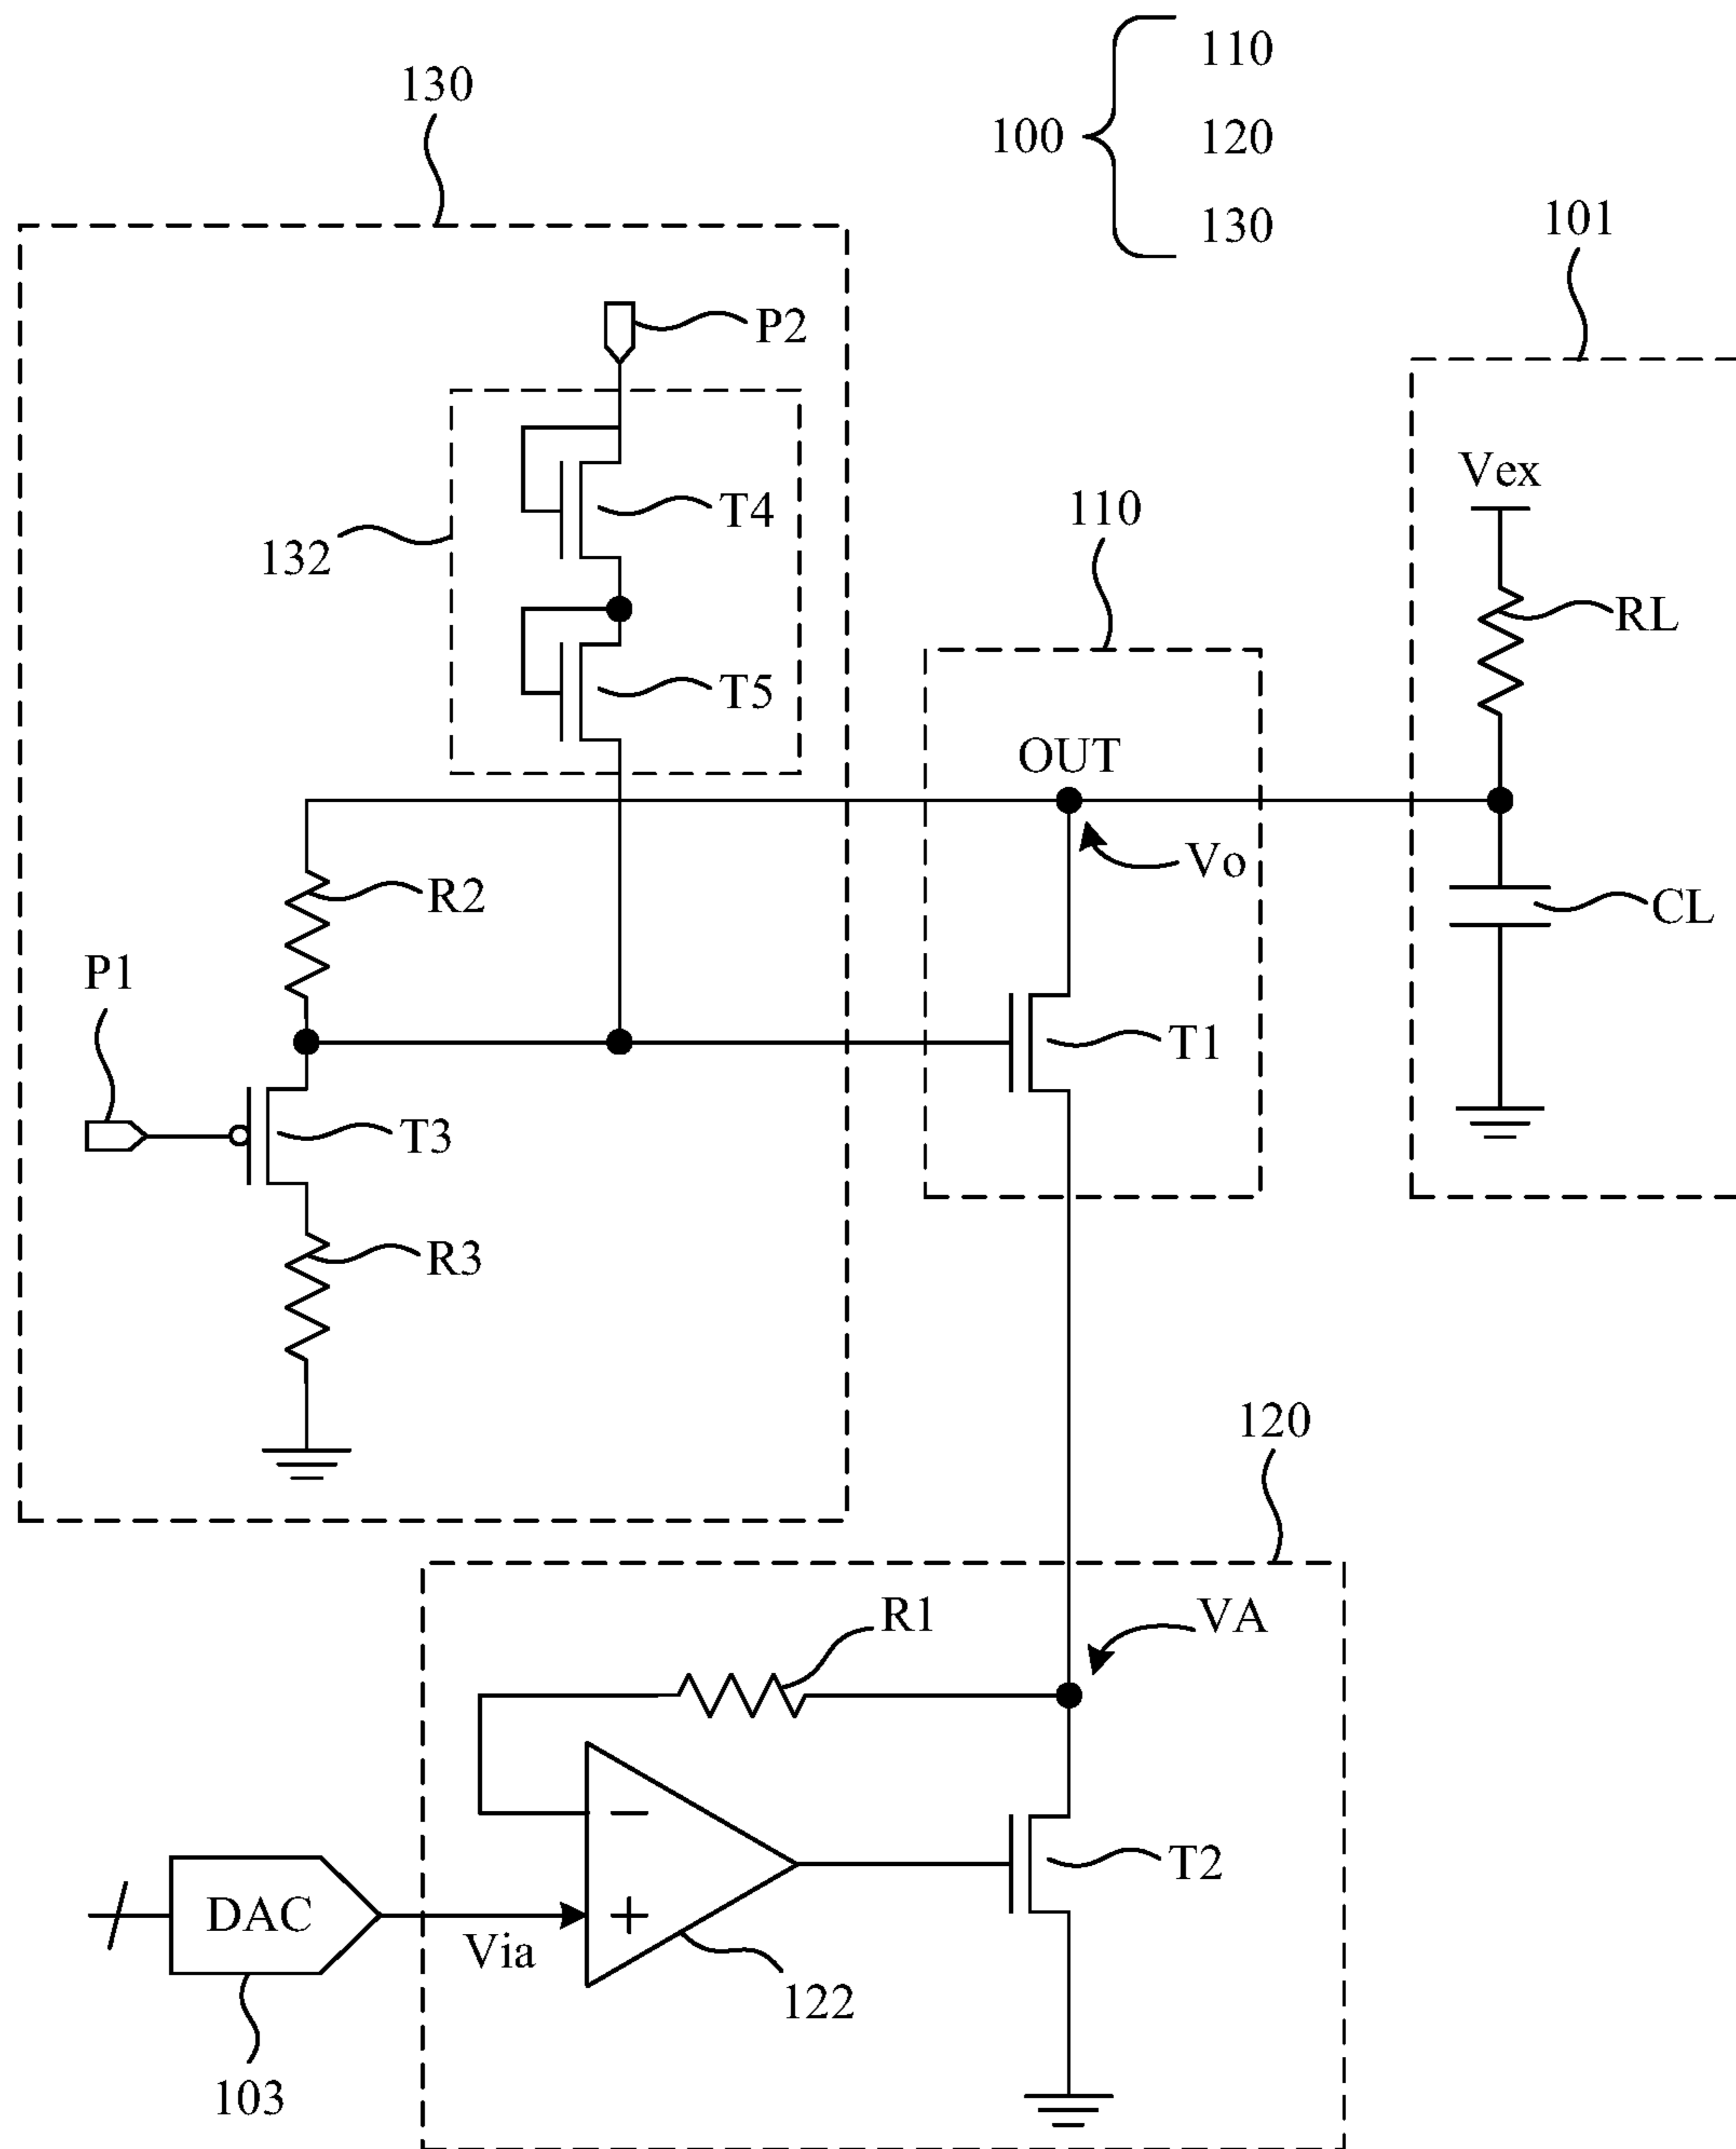 110
130
100
120
130
101
P2
Vex
T4
110
132
RL
T5
OUT
Vo
R2
CL
P1
T1
T3
R3
120
R1
VA
−
T2
DAC
+
Via
122
103